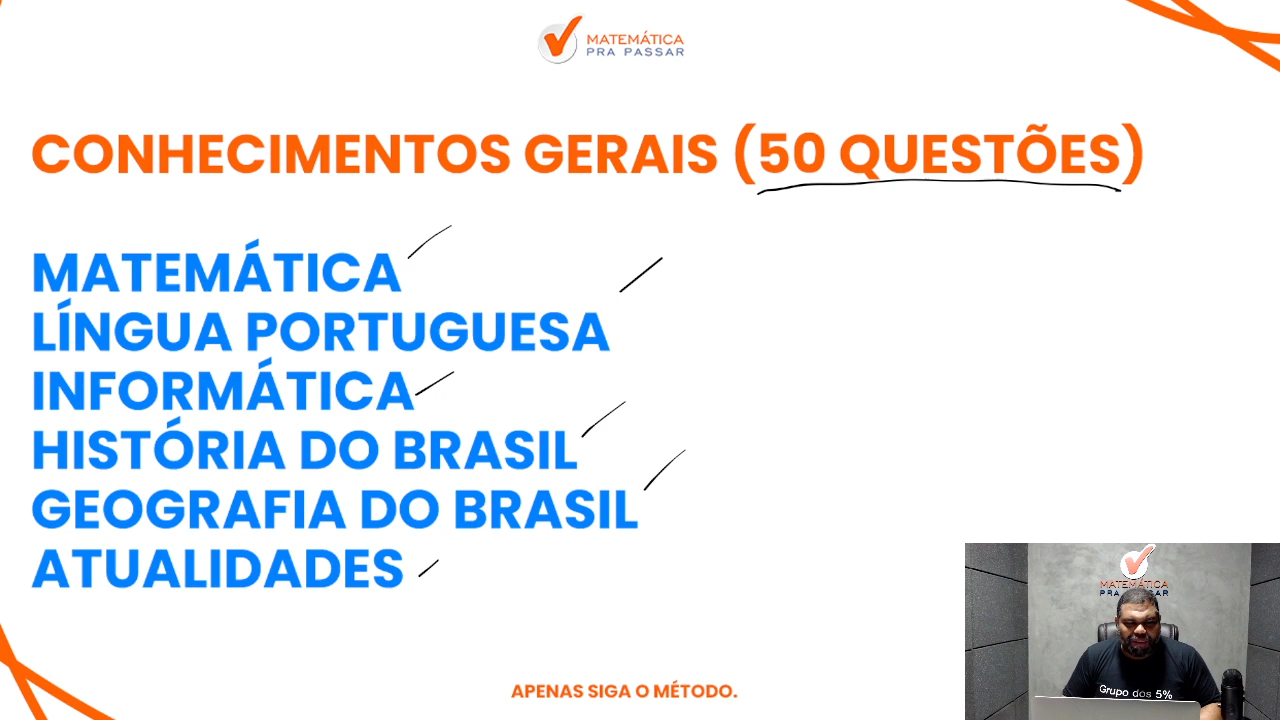 MATEMÁTICA
PRA PASSAR
CONHECIMENTOS GERAIS (50 QUESTÕES)
MATEMÁTICA
LÍNGUA PORTUGUESA
INFORMÁTICA
HISTÓRIA DO BRASIL
GEOGRAFIA DO BRASIL
ATUALIDADES
MATEMÁTICA
PRA PASSAR
Grupo dos 5%
APENAS SIGA O MÉTODO.